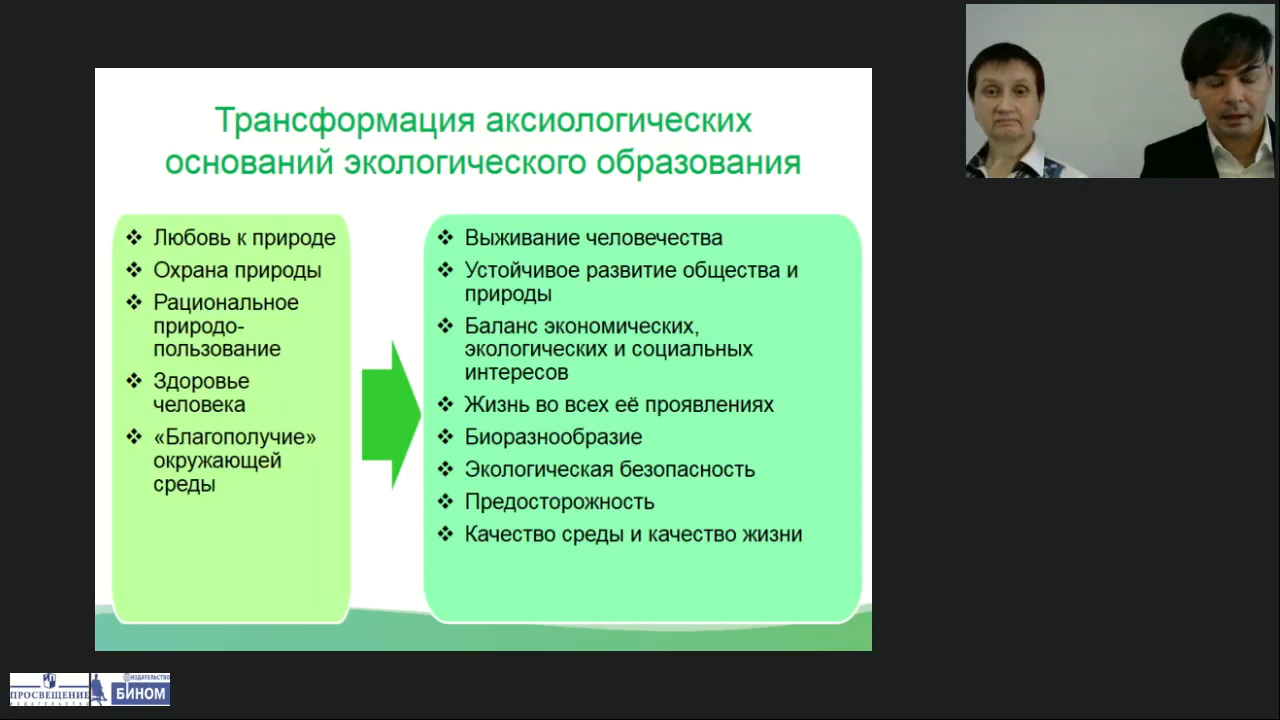 Трансформация аксиологических
оснований экологического образования
❖ Любовь к природе
❖ Охрана природы
❖ Рациональное
природо-
пользование
❖ Здоровье
человека
❖ «Благополучие»
окружающей
среды
❖ Выживание человечества
❖ Устойчивое развитие общества и
природы
❖ Баланс экономических,
экологических и социальных
интересов
❖ Жизнь во всех её проявлениях
❖ Биоразнообразие
❖ Экологическая безопасность
❖ Предосторожность
❖ Качество среды и качество жизни
ПРОСВЕЩЕНИЕ
ИЗДАТЕЛЬСТВО
ИЗДАТЕЛЬСТВО
БИНОМ